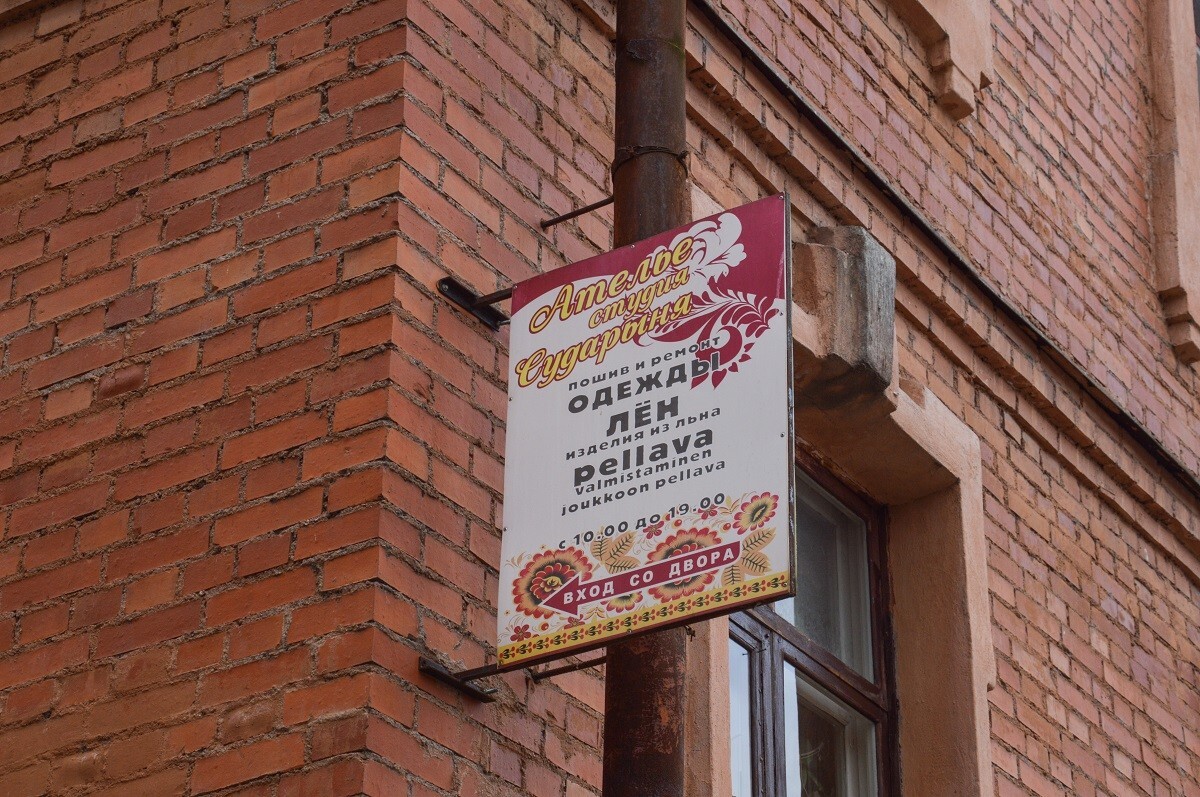 Ателье
студия
Сударыня
пошив и ремонт
ОДЕЖДЫ
ЛЁН
изделия из льна
pellava
valmistaminen
joukkoon pellava
с 10.00 до 19.00
ВХОД СО ДВОРА